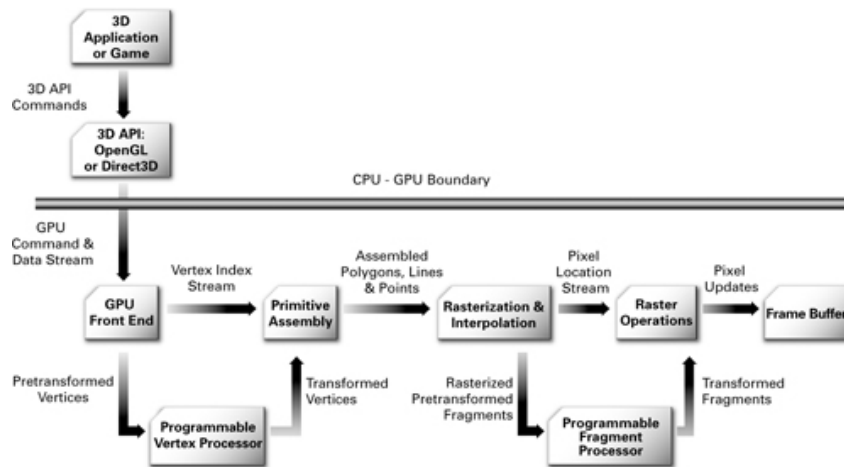 3D
Application
or Game
3D API
Commands
3D API:
OpenGL
or Direct3D
CPU - GPU Boundary
GPU
Command &
Data Stream
Vertex Index
Stream
Assembled
Polygons, Lines
& Points
Pixel
Location
Stream
Pixel
Updates
GPU
Front End
Primitive
Assembly
Rasterization &
Interpolation
Raster
Operations
Frame Buffer
Pretransformed
Vertices
Transformed
Vertices
Rasterized
Pretransformed
Fragments
Transformed
Fragments
Programmable
Vertex Processor
Programmable
Fragment
Processor